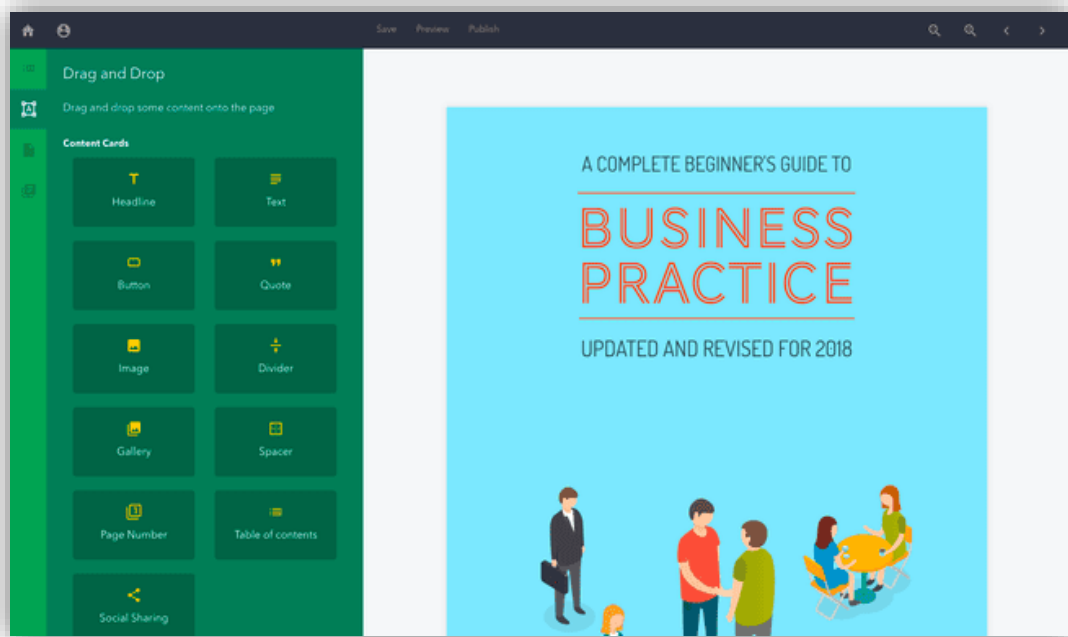 Save Preview Publish
Drag and Drop
Drag and drop some content onto the page
Content Cards
Headline Text
Button Quote
Image Divider
Gallery Spacer
Page Number Table of contents
Social Sharing
A COMPLETE BEGINNER'S GUIDE TO
BUSINESS
PRACTICE
UPDATED AND REVISED FOR 2018